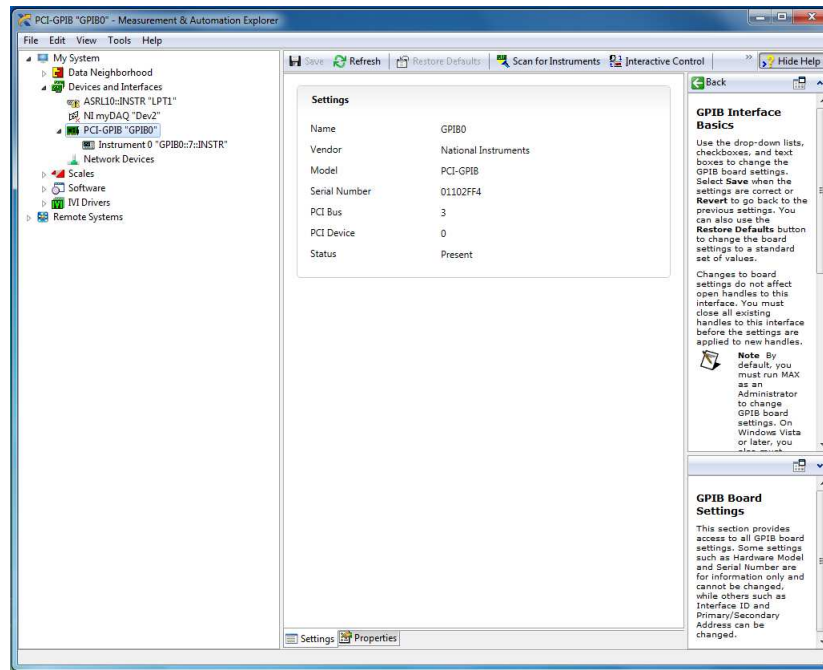 PCI-GPIB "GPIB0" - Measurement & Automation Explorer
File Edit View Tools Help
My System
Data Neighborhood
Devices and Interfaces
ASRL10::INSTR "LPT1"
NI myDAQ "Dev2"
PCI-GPIB "GPIB0"
Instrument 0 "GPIB0::7::INSTR"
Network Devices
Scales
Software
IVI Drivers
Remote Systems
Save Refresh Restore Defaults Scan for Instruments Interactive Control » Hide Help
Settings
Name GPIB0
Vendor National Instruments
Model PCI-GPIB
Serial Number 01102FF4
PCI Bus 3
PCI Device 0
Status Present
Settings Properties
Back
GPIB Interface
Basics
Use the drop-down lists,
checkboxes, and text
boxes to change the
GPIB board settings.
Select Save when the
settings are correct or
Revert to go back to the
previous settings. You
can also use the
Restore Defaults button
to change the board
settings to a standard
set of values.
Changes to board
settings do not affect
open handles to this
interface. You must
close all existing
handles to this interface
before the settings are
applied to new handles.
Note By
default, you
must run MAX
as an
Administrator
to change
GPIB board
settings. On
Windows Vista
or later, you
also must
GPIB Board
Settings
This section provides
access to all GPIB board
settings. Some settings
such as Hardware Model
and Serial Number are
for information only and
cannot be changed,
while others such as
Interface ID and
Primary/Secondary
Address can be
changed.